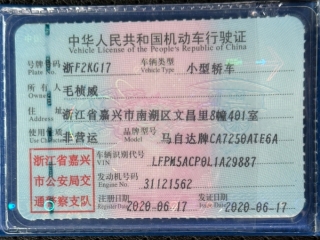 中华人民共和国机动车行驶证
Vehicle License of the People's Republic of China
号牌号码 浙F2KG17 车辆类型 小型轿车
Plate No. Vehicle Type
所有人 毛桢威
Owner
住址 浙江省嘉兴市南湖区文昌里8幢401室
Address
使用性质 非营运 品牌型号 马自达牌CA7250ATE6A
Use Character Model
浙江省嘉兴
市公安局交
通警察支队
车辆识别代号 LFPM5ACP0L1A29887
VIN
发动机号码 31121562
Engine No.
注册日期 2020-06-17 发证日期 2020-06-17
Register Date Issue Date